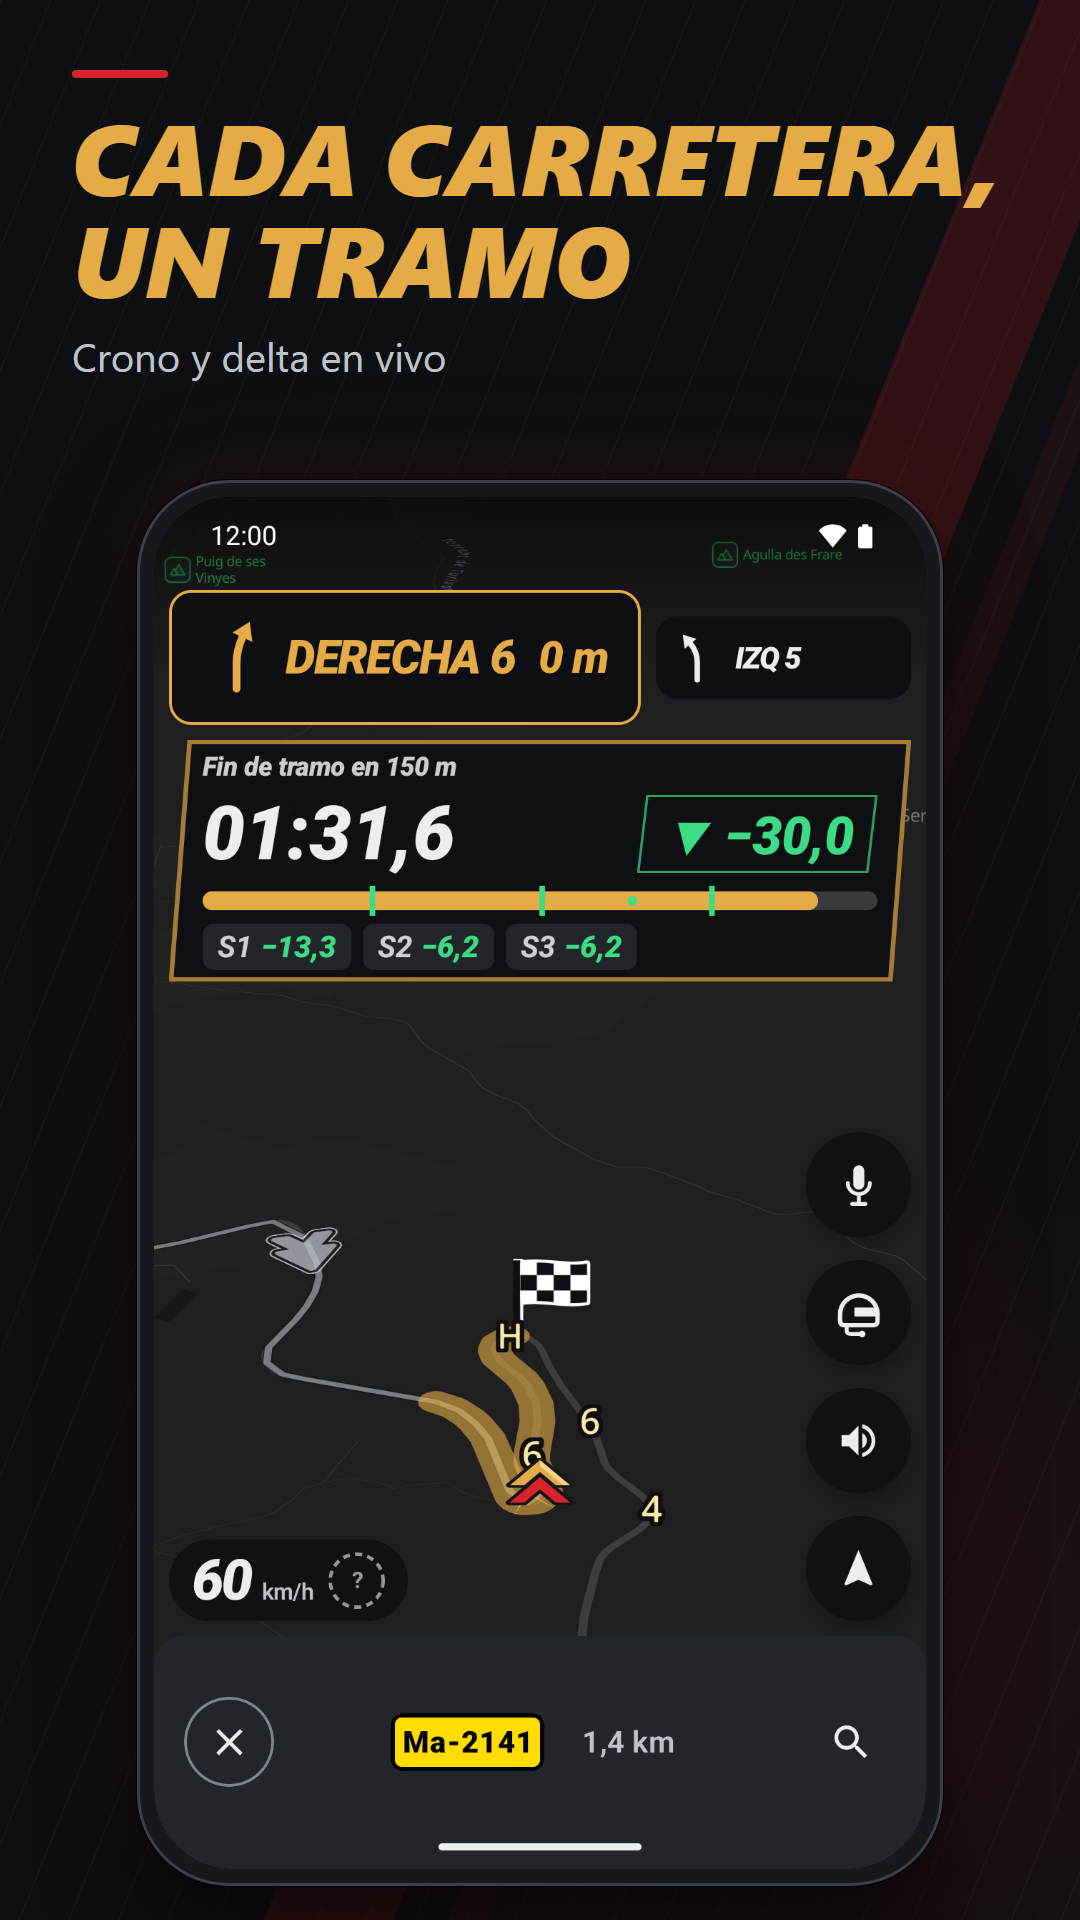 CADA CARRETERA,
UN TRAMO
Crono y delta en vivo
12:00
Puig de ses
Vinyes
Agulla des Frare
DERECHA 6 0 m
IZQ 5
Fin de tramo en 150 m
01:31,6
▼ −30,0
Ser
S1 −13,3
S2 −6,2
S3 −6,2
H
6
6
4
60 km/h
?
Ma-2141
1,4 km